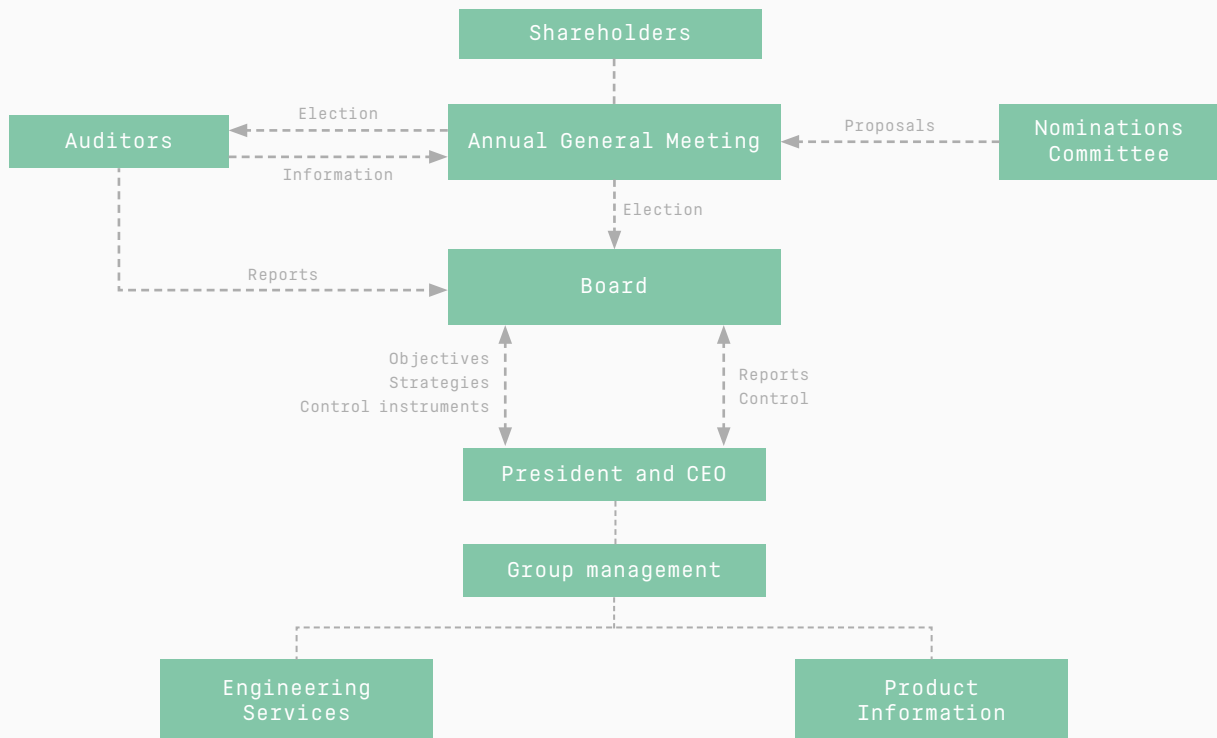 Shareholders
Election
Auditors
Information
Annual General Meeting
Proposals
Nominations
Committee
Election
Reports
Board
Objectives
Strategies
Control instruments
Reports
Control
President and CEO
Group management
Engineering
Services
Product
Information